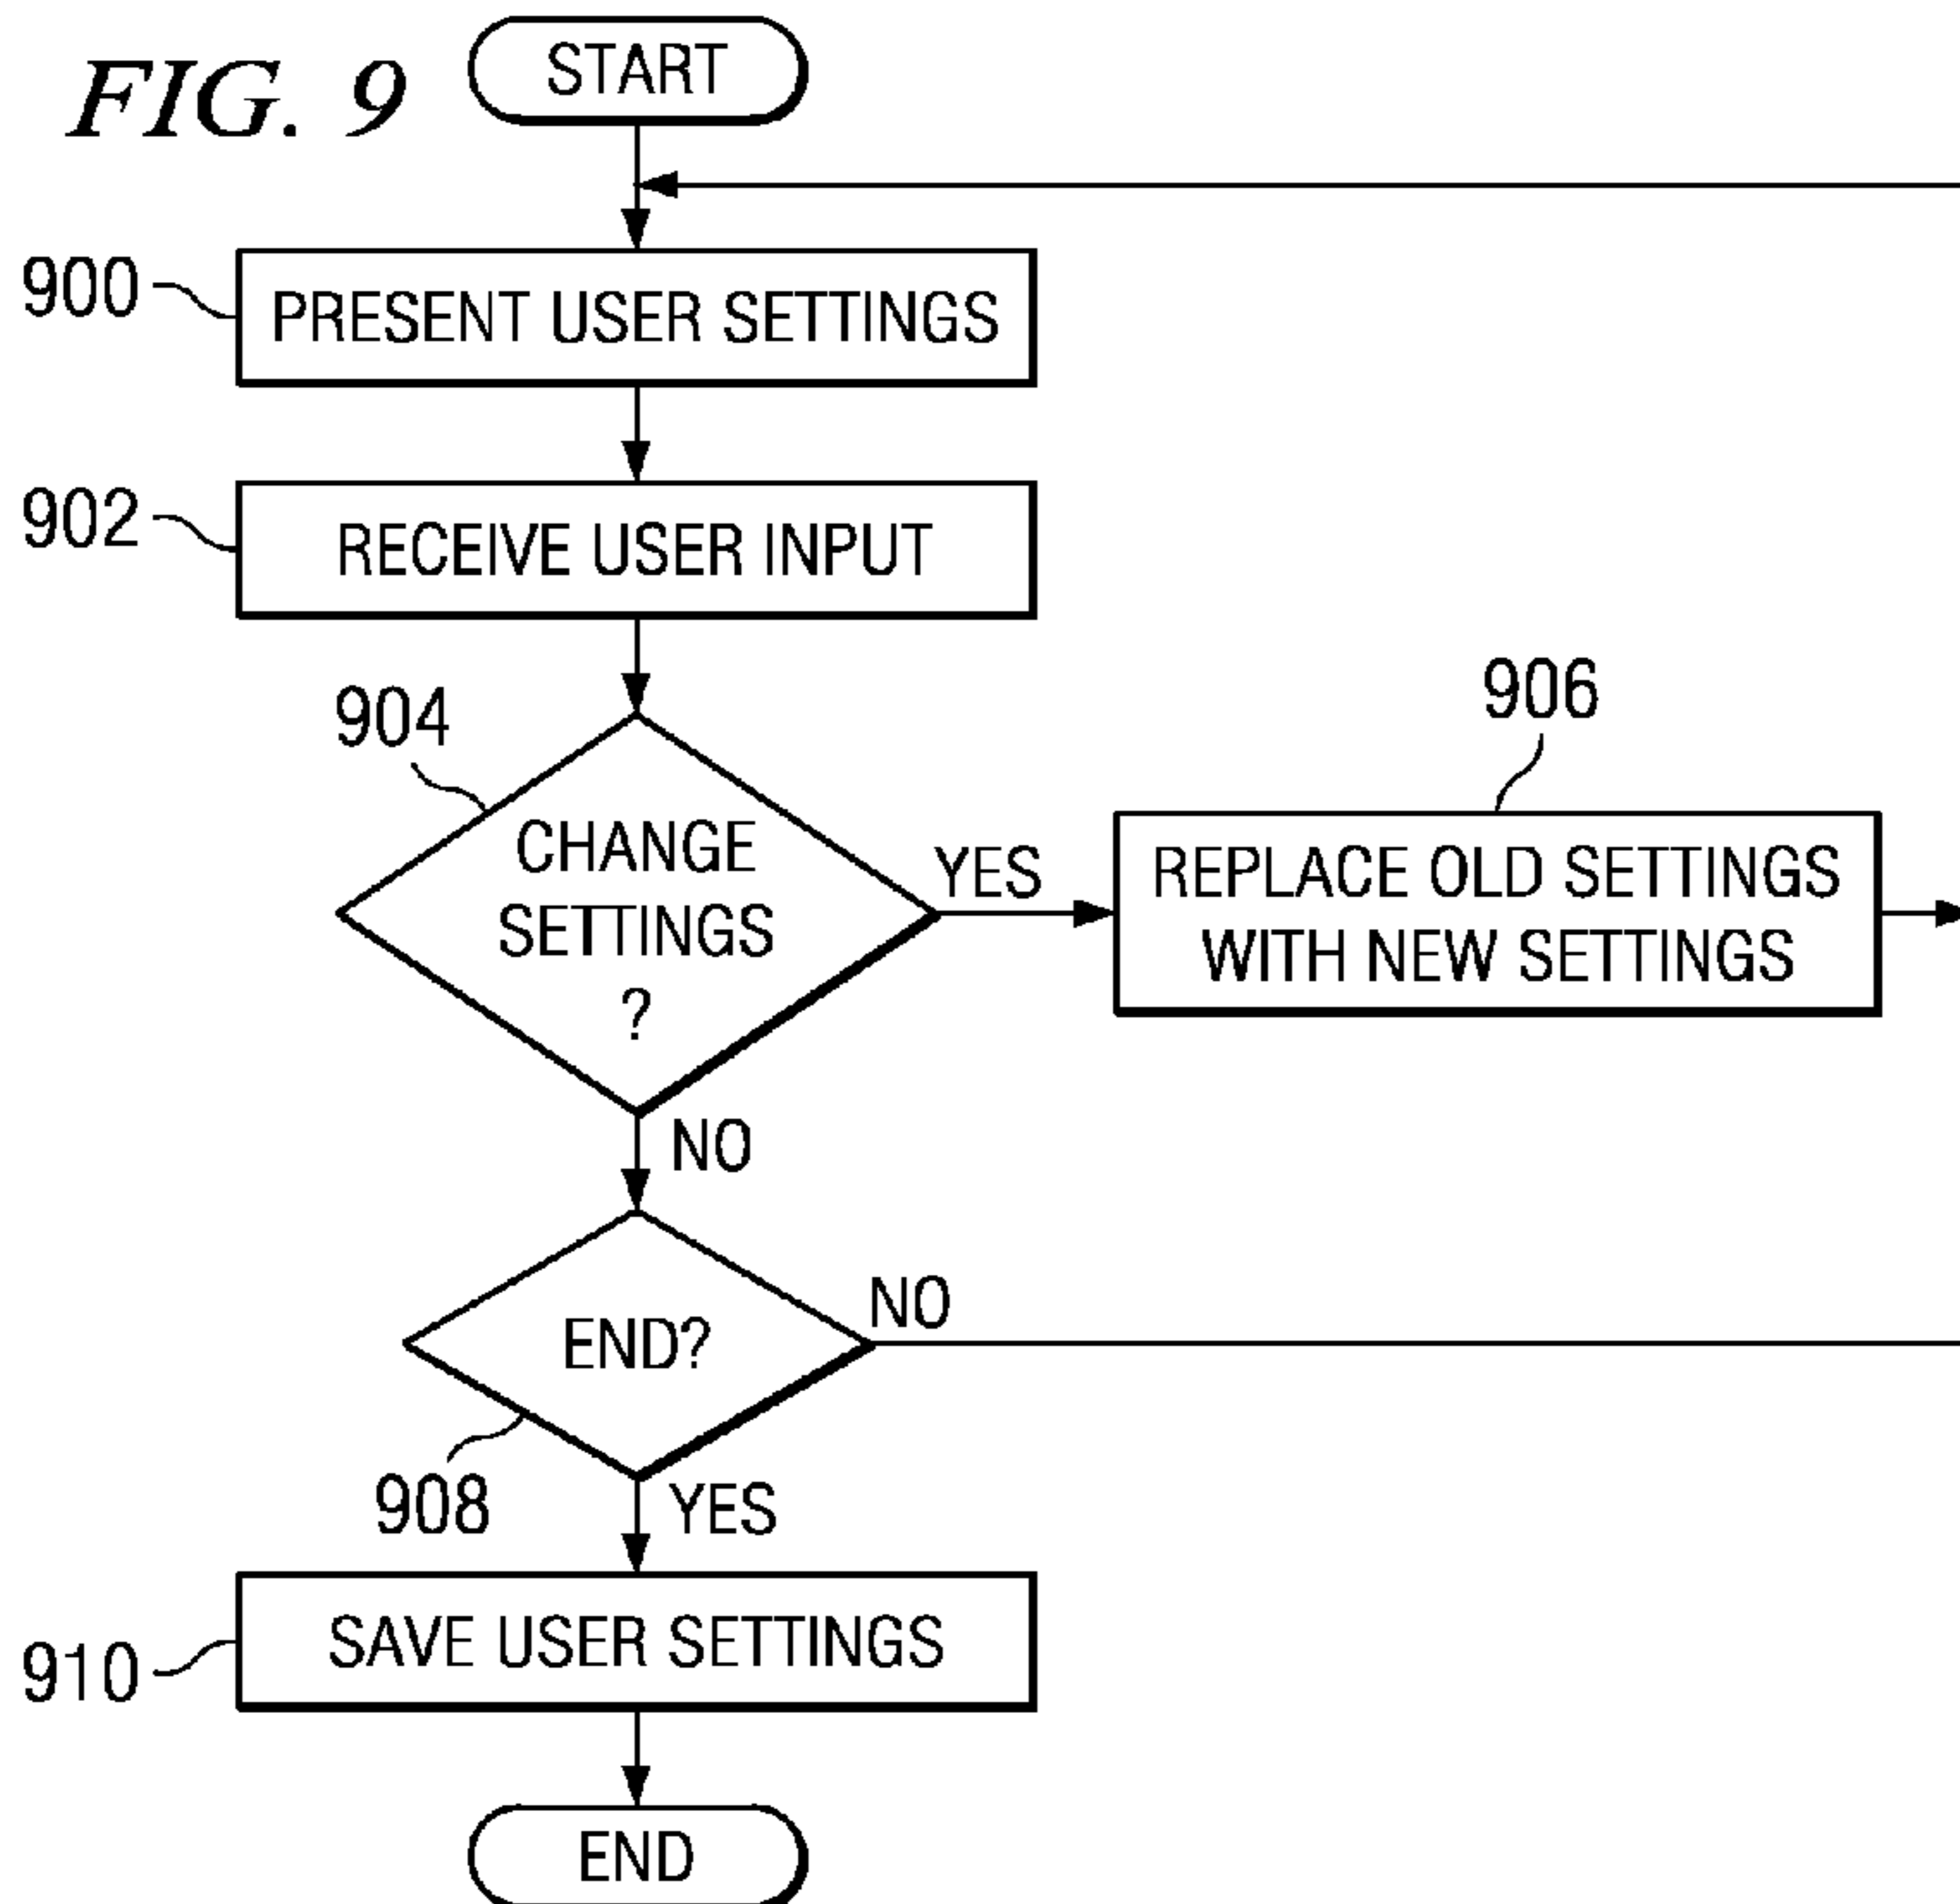 FIG. 9
START
900
PRESENT USER SETTINGS
902
RECEIVE USER INPUT
904
CHANGE
SETTINGS
?
YES
906
REPLACE OLD SETTINGS
WITH NEW SETTINGS
NO
END?
NO
908
YES
910
SAVE USER SETTINGS
END